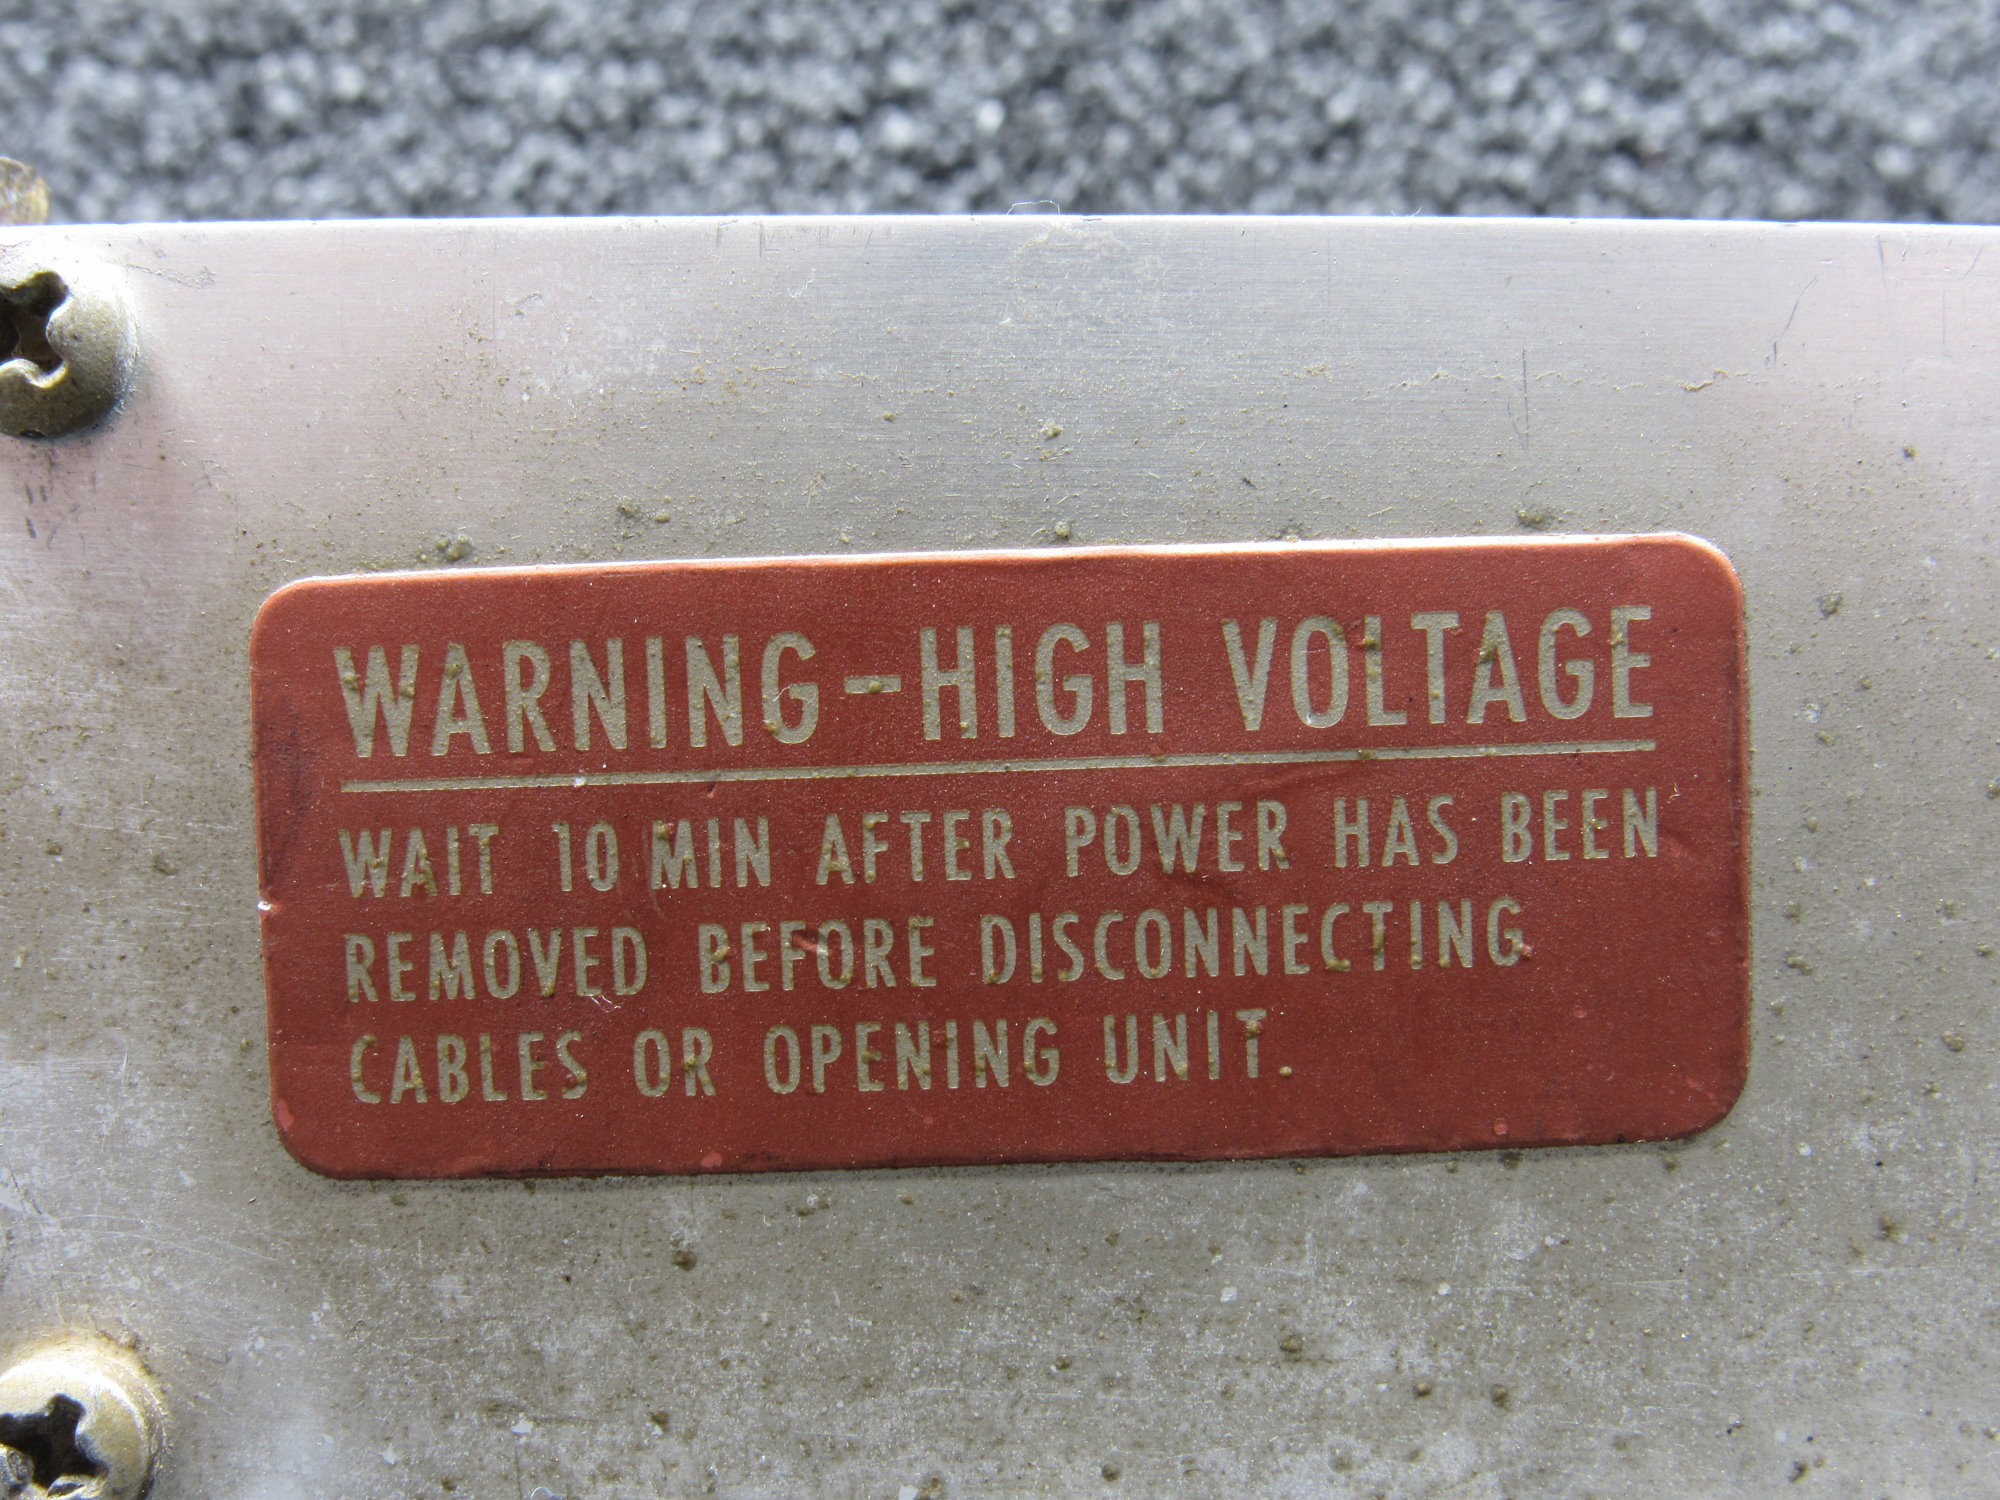 WARNING-HIGH VOLTAGE
WAIT 10 MIN AFTER POWER HAS BEEN
REMOVED BEFORE DISCONNECTING
CABLES OR OPENING UNIT.